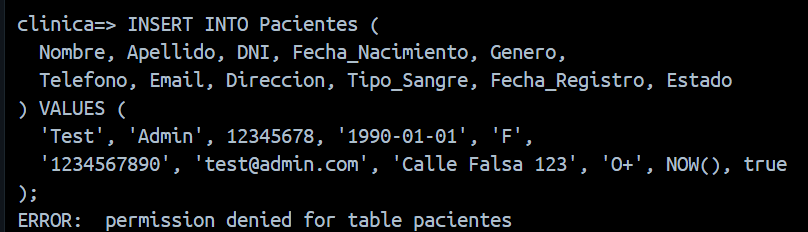 clinica=> INSERT INTO Pacientes (
  Nombre, Apellido, DNI, Fecha_Nacimiento, Genero,
  Telefono, Email, Direccion, Tipo_Sangre, Fecha_Registro, Estado
) VALUES (
  'Test', 'Admin', 12345678, '1990-01-01', 'F',
  '1234567890', 'test@admin.com', 'Calle Falsa 123', 'O+', NOW(), true
);
ERROR:  permission denied for table pacientes